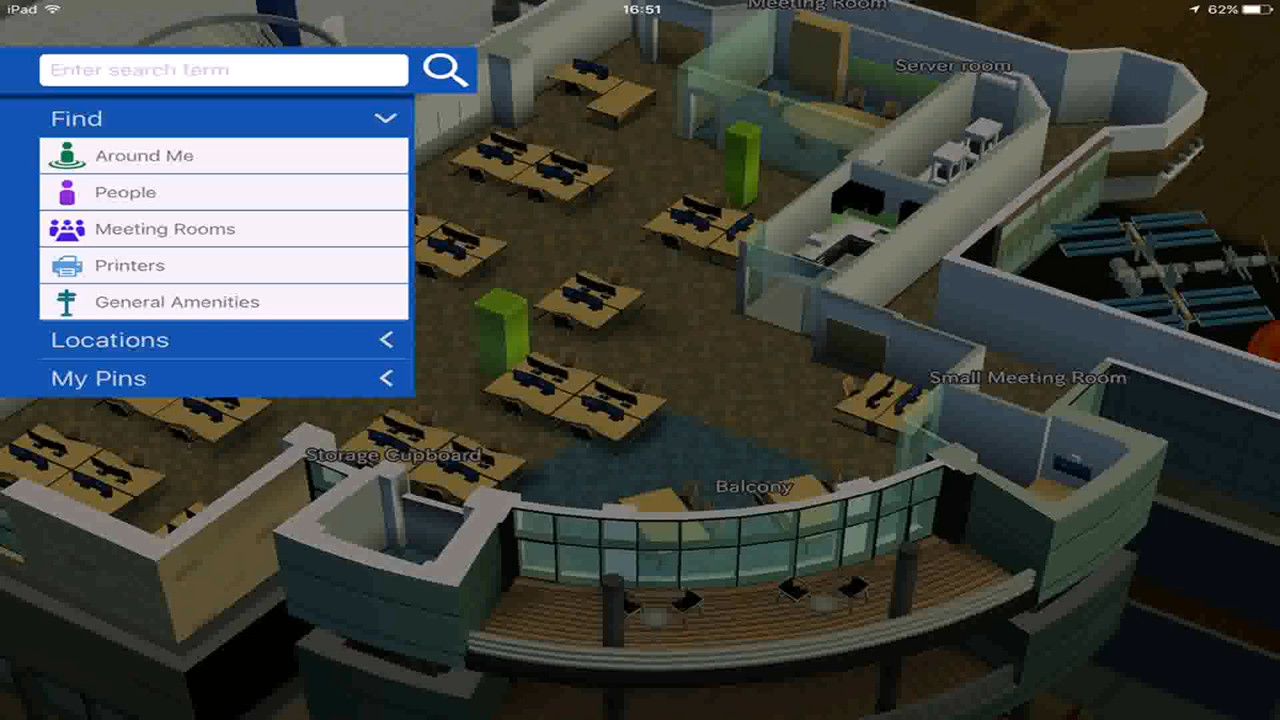 iPad 16:51 62%
Meeting Room
Server room
Enter search term
Find
Around Me
People
Meeting Rooms
Printers
General Amenities
Locations
My Pins
Small Meeting Room
Storage Cupboard
Balcony